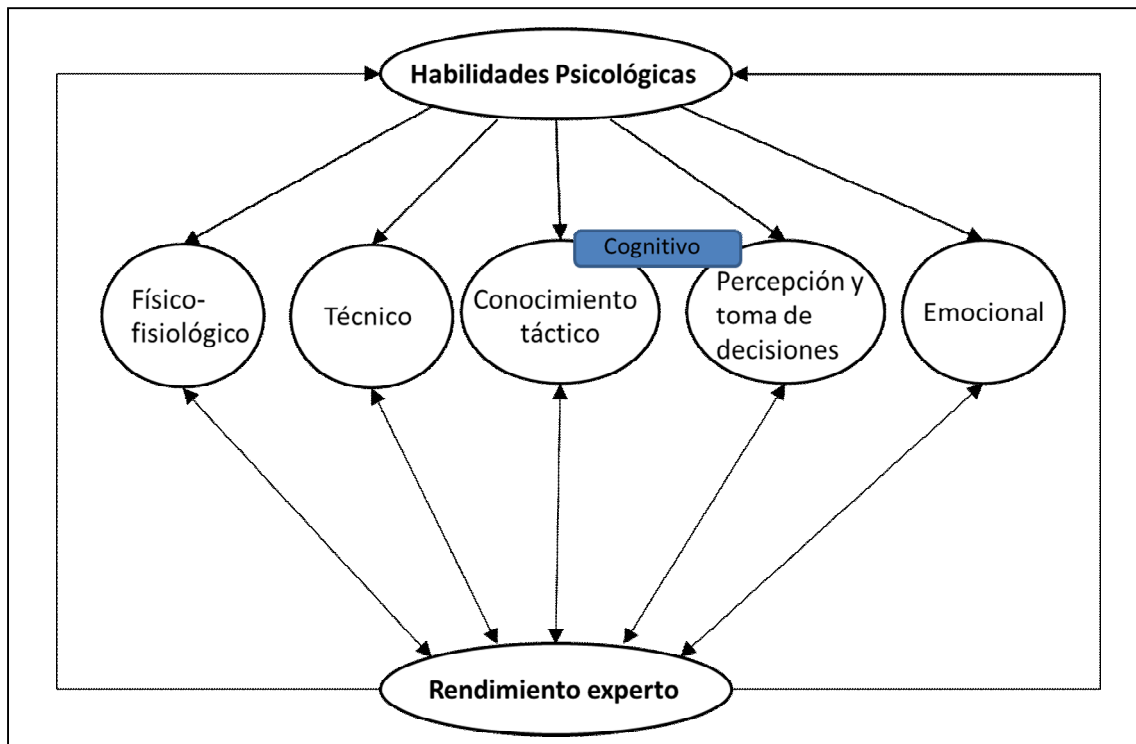 Habilidades Psicológicas
Cognitivo
Físico-
fisiológico
Técnico
Conocimiento
táctico
Percepción y
toma de
decisiones
Emocional
Rendimiento experto